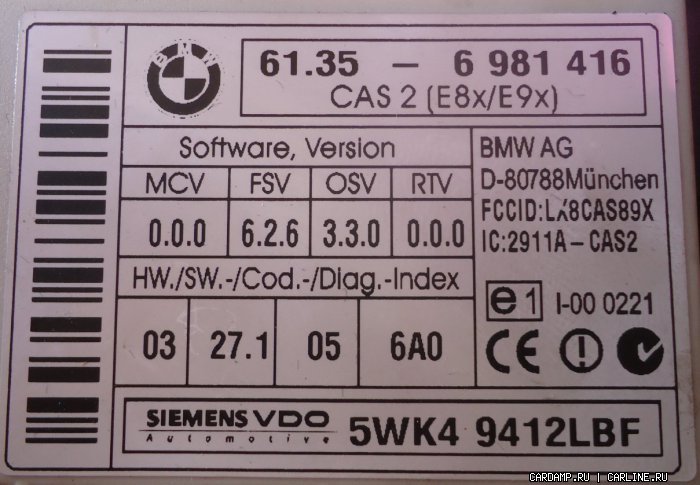 BMW
61.35 – 6 981 416
CAS 2 (E8x/E9x)
Software, Version
MCV FSV OSV RTV
0.0.0 6.2.6 3.3.0 0.0.0
HW./SW.-/Cod.-/Diag.-Index
03 27.1 05 6A0
BMW AG
D-80788München
FCCID:LX8CAS89X
IC:2911A–CAS2
e1 I-00 0221
CE
SIEMENS VDO
Automotive
5WK4 9412LBF
CARDAMP.RU | CARLINE.RU